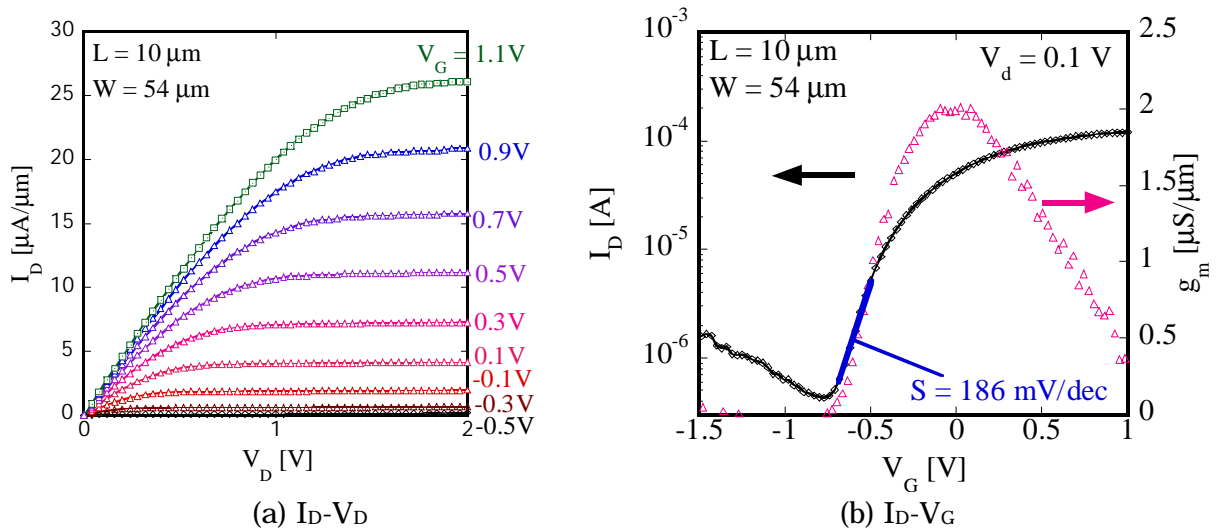 30
25
20
15
10
5
0
I_D [µA/µm]
L = 10 µm
W = 54 µm
V_G = 1.1V
0.9V
0.7V
0.5V
0.3V
0.1V
-0.1V
-0.3V
-0.5V
0
1
2
V_D [V]
(a) ID-VD
10^-3
10^-4
10^-5
10^-6
I_D [A]
L = 10 µm
W = 54 µm
V_d = 0.1 V
S = 186 mV/dec
2.5
2
1.5
1
0.5
0
g_m [µS/µm]
-1.5
-1
-0.5
0
0.5
1
V_G [V]
(b) ID-VG